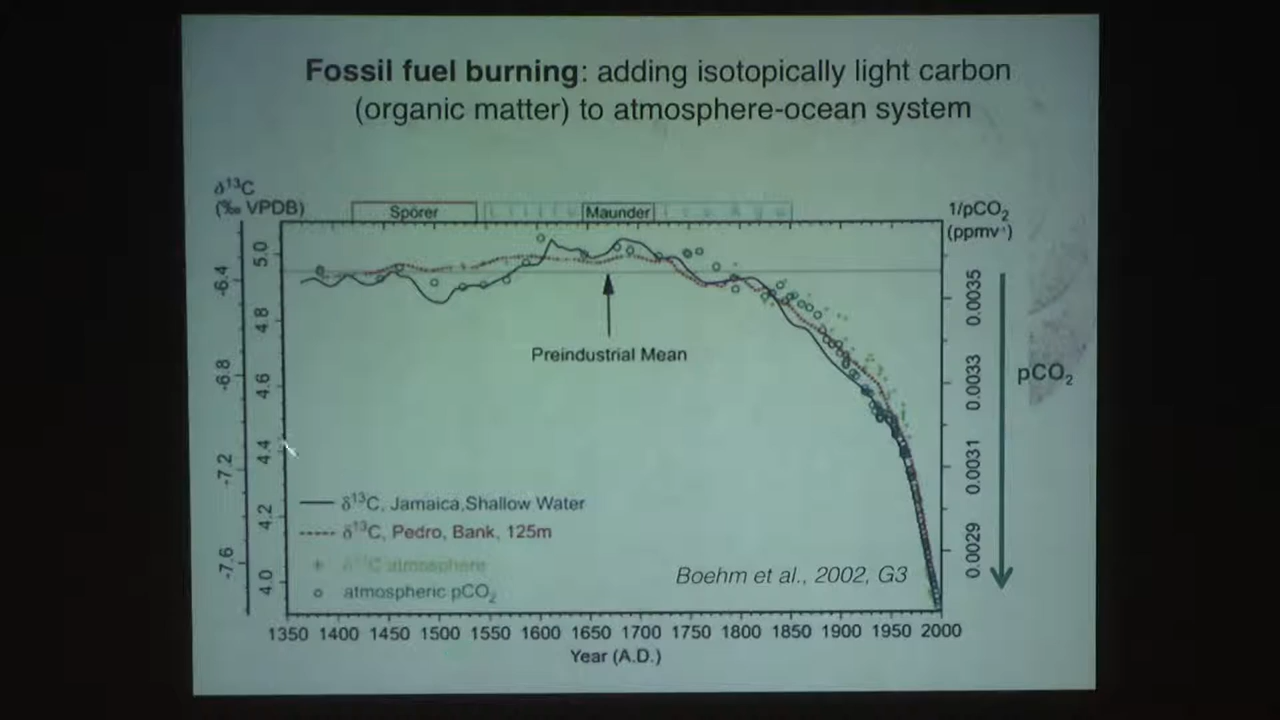 Fossil fuel burning: adding isotopically light carbon
(organic matter) to atmosphere-ocean system
δ¹³C
(‰ VPDB)
Spörer
Maunder
1/pCO₂
(ppmv⁻¹)
-6.4
-6.8
-7.2
-7.6
5.0
4.8
4.6
4.4
4.2
4.0
Preindustrial Mean
0.0035
0.0033
0.0031
0.0029
pCO₂
δ¹³C, Jamaica,Shallow Water
δ¹³C, Pedro, Bank, 125m
δ¹³C atmosphere
atmospheric pCO₂
Boehm et al., 2002, G3
1350 1400 1450 1500 1550 1600 1650 1700 1750 1800 1850 1900 1950 2000
Year (A.D.)